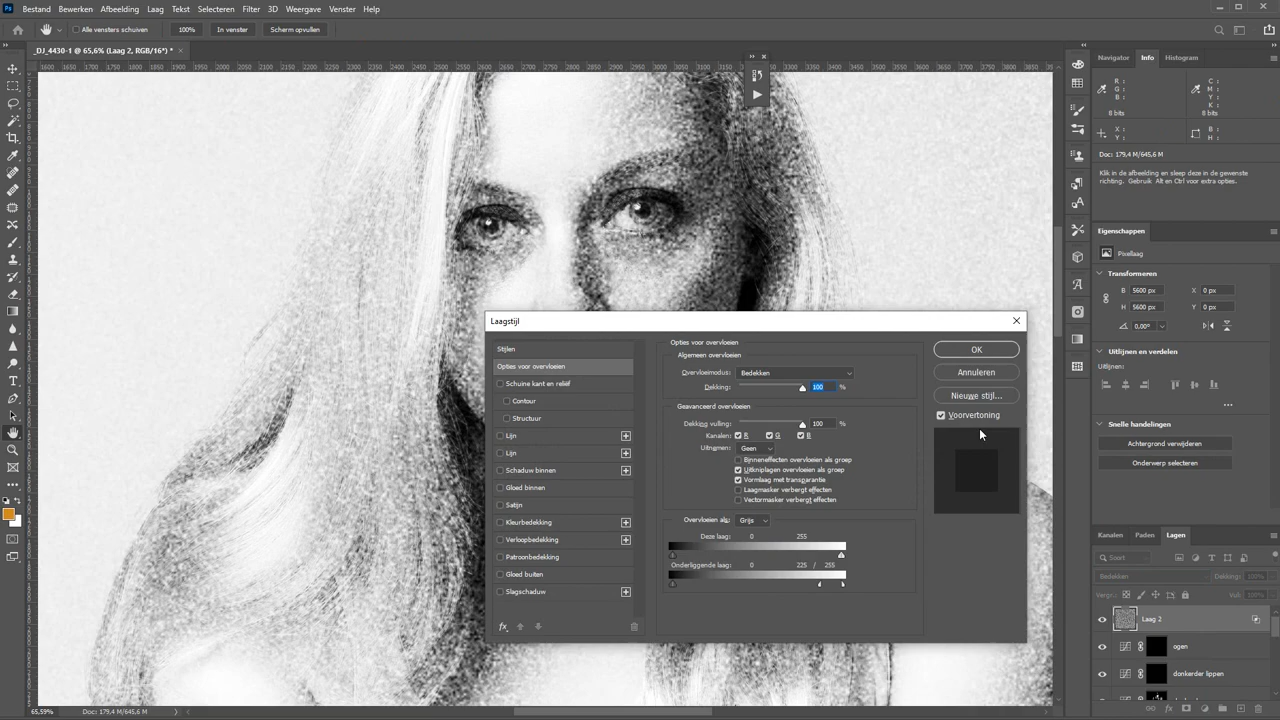 Bestand Bewerken Afbeelding Laag Tekst Selecteren Filter 3D Weergave Venster Help
Alle vensters schuiven 100% In venster Scherm opvullen
_DJ_4430-1 @ 65,6% (Laag 2, RGB/16*) *
Navigator Info Histogram
R :
G :
B :
C :
M :
Y :
K :
8 bits
8 bits
X :
Y :
B :
H :
Doc: 179,4 M/645,6 M
Klik in de afbeelding en sleep deze in de gewenste
richting. Gebruik Alt en Ctrl voor extra opties.
Eigenschappen
Pixellaag
Transformeren
B 5600 px X 0 px
H 5600 px Y 0 px
0,00°
Uitlijnen en verdelen
Uitlijnen:
Snelle handelingen
Achtergrond verwijderen
Onderwerp selecteren
Kanalen Paden Lagen
Soort
Bedekken Dekking: 100%
Vergr. Vul: 100%
Laag 2
ogen
donkerder lippen
Laagstijl
Stijlen
Opties voor overvloeien
Schuine kant en reliëf
Contour
Structuur
Lijn
Lijn
Schaduw binnen
Gloed binnen
Satijn
Kleurbedekking
Verloopbedekking
Patroonbedekking
Gloed buiten
Slagschaduw
fx
Opties voor overvloeien
Algemeen overvloeien
Overvloeimodus: Bedekken
Dekking: 100 %
Geavanceerd overvloeien
Dekking vulling: 100 %
Kanalen: R G B
Uitnemen: Geen
Binneneffecten overvloeien als groep
Uitkniplagen overvloeien als groep
Vormlaag met transparantie
Laagmasker verbergt effecten
Vectormasker verbergt effecten
Overvloeien als: Grijs
Deze laag: 0 255
Onderliggende laag: 0 225 / 255
OK
Annuleren
Nieuwe stijl...
Voorvertoning
65,59% Doc: 179,4 M/645,6 M